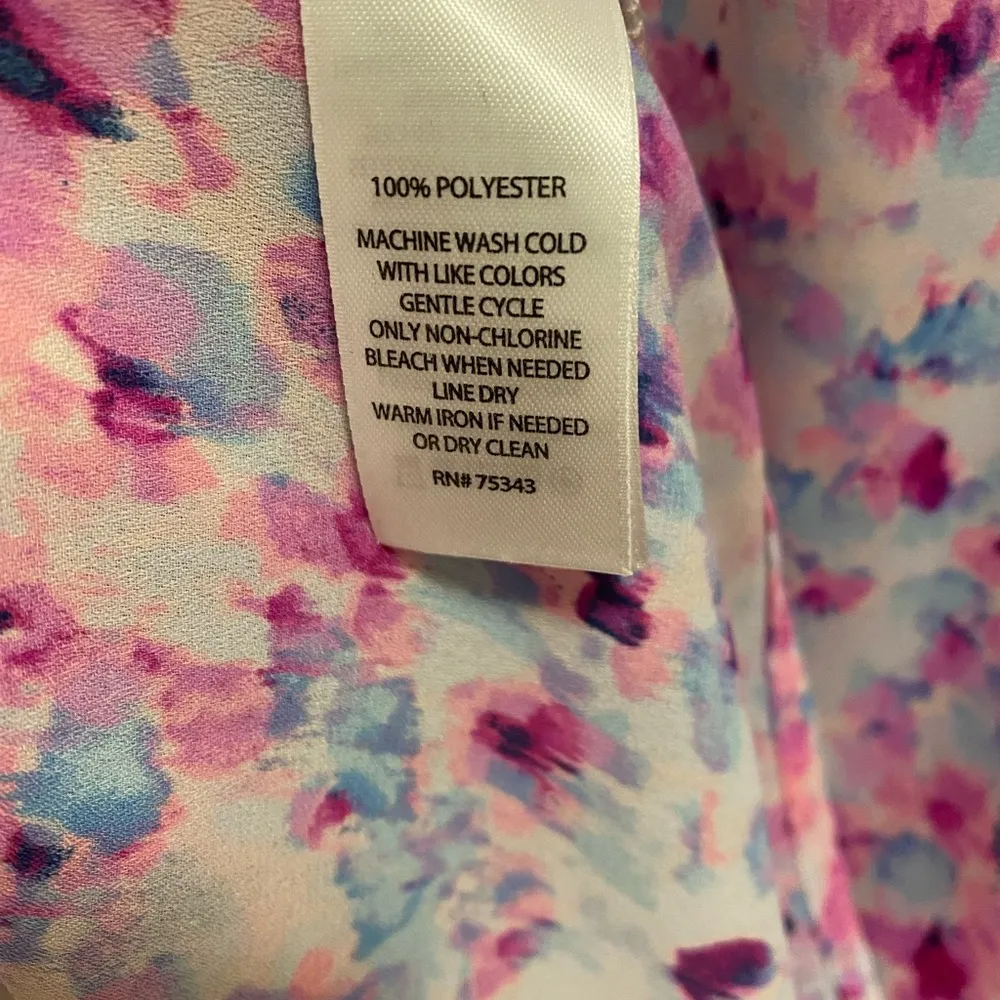 100% POLYESTER
MACHINE WASH COLD
WITH LIKE COLORS
GENTLE CYCLE
ONLY NON-CHLORINE
BLEACH WHEN NEEDED
LINE DRY
WARM IRON IF NEEDED
OR DRY CLEAN
RN# 75343